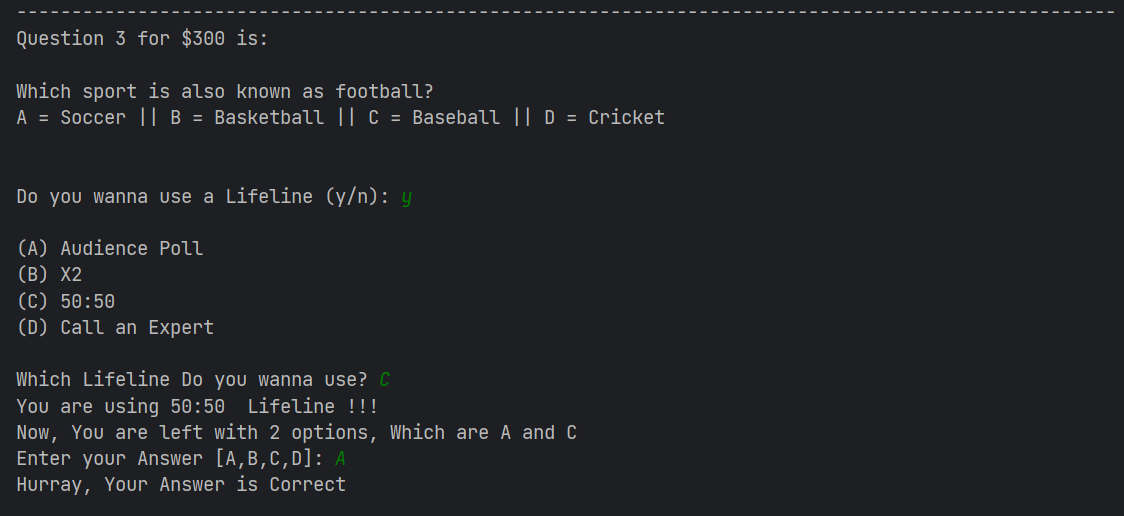 ----------------------------------------------------------------------------------------------------
Question 3 for $300 is:
Which sport is also known as football?
A = Soccer || B = Basketball || C = Baseball || D = Cricket
Do you wanna use a Lifeline (y/n): y
(A) Audience Poll
(B) X2
(C) 50:50
(D) Call an Expert
Which Lifeline Do you wanna use? C
You are using 50:50  Lifeline !!!
Now, You are left with 2 options, Which are A and C
Enter your Answer [A,B,C,D]: A
Hurray, Your Answer is Correct